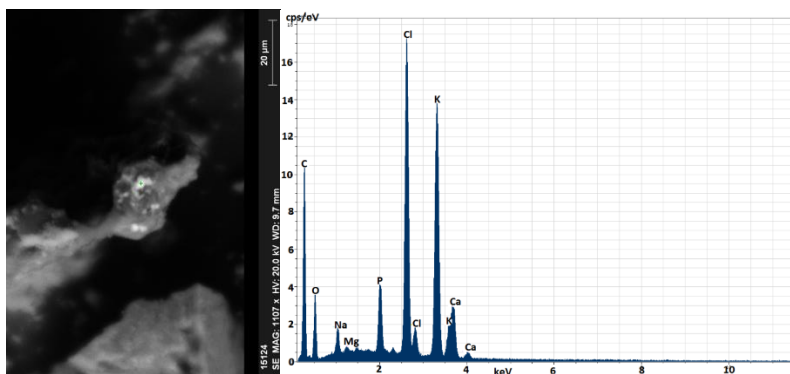 20 µm
15124
SE MAG: 1107 x HV: 20.0 kV WD: 9.7 mm
cps/eV
18
16
14
12
10
8
6
4
2
0
C
O
Na
Mg
P
Cl
Cl
K
K
Ca
Ca
2
4
keV
6
8
10